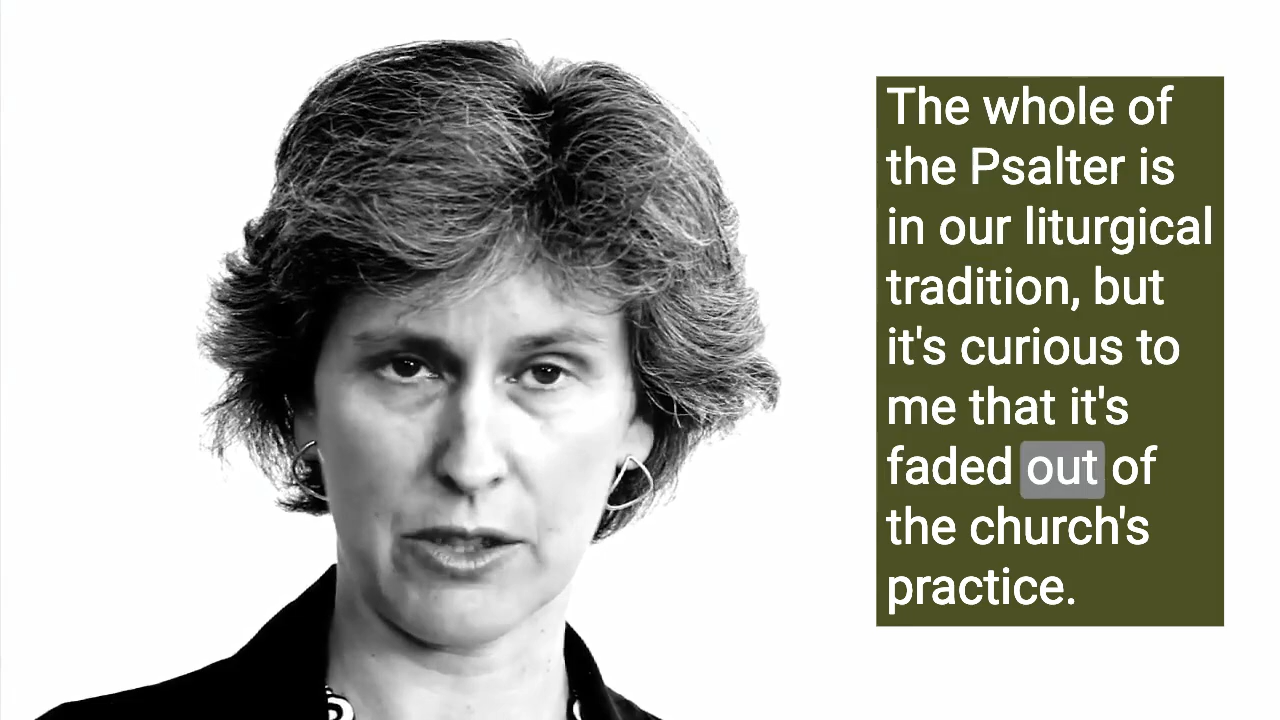 The whole of
the Psalter is
in our liturgical
tradition, but
it's curious to
me that it's
faded out of
the church's
practice.